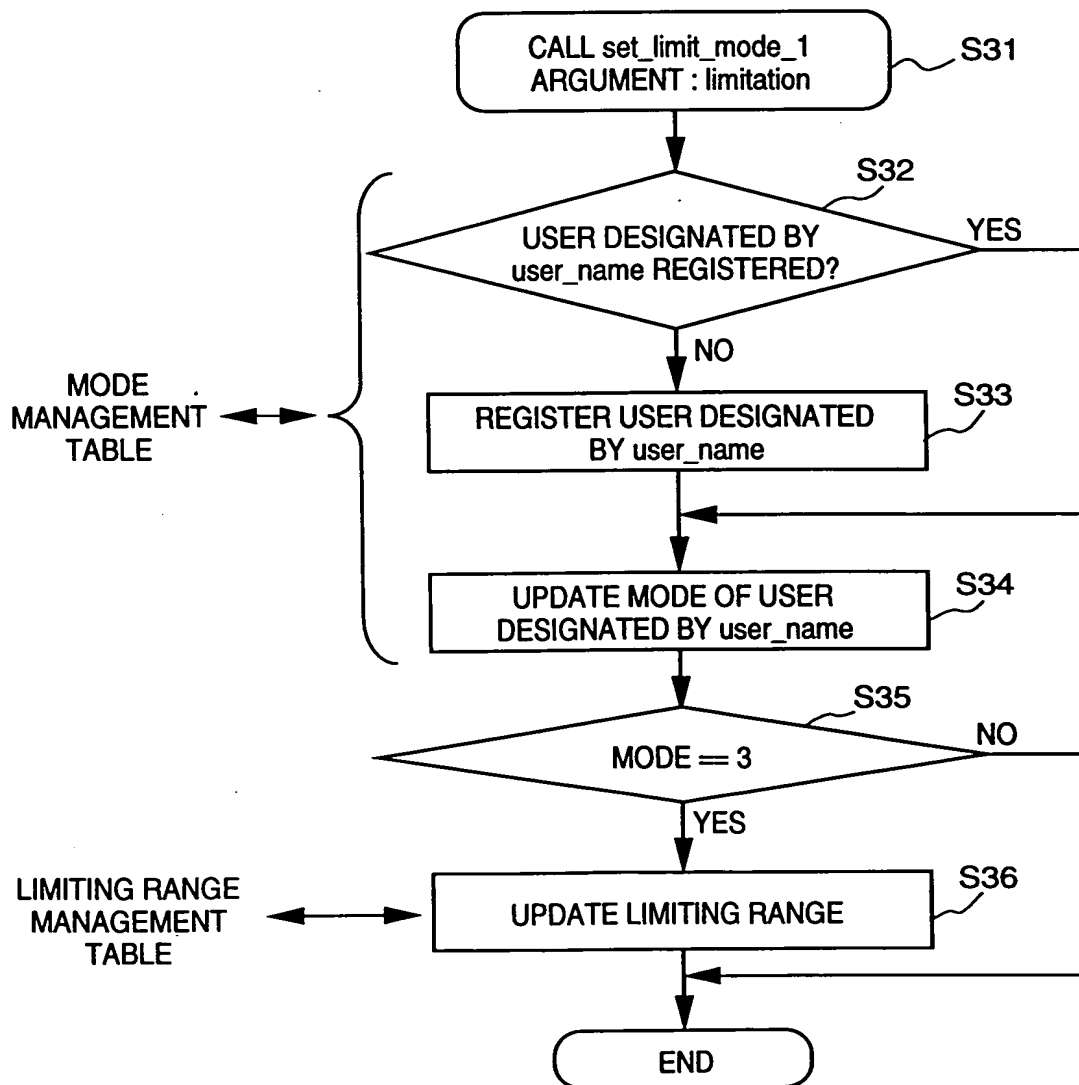 CALL set_limit_mode_1
ARGUMENT : limitation
S31
S32
USER DESIGNATED BY
user_name REGISTERED?
YES
NO
MODE
MANAGEMENT
TABLE
REGISTER USER DESIGNATED
BY user_name
S33
UPDATE MODE OF USER
DESIGNATED BY user_name
S34
S35
MODE == 3
NO
YES
LIMITING RANGE
MANAGEMENT
TABLE
UPDATE LIMITING RANGE
S36
END